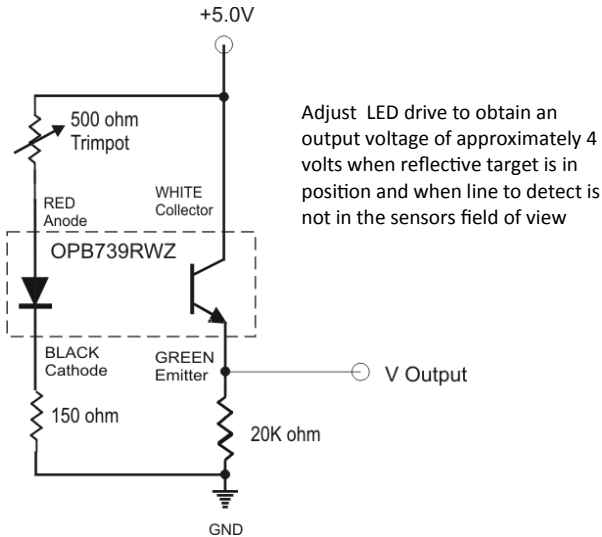 +5.0V
500 ohm
Trimpot
Adjust LED drive to obtain an
output voltage of approximately 4
volts when reflective target is in
position and when line to detect is
not in the sensors field of view
RED
Anode
WHITE
Collector
OPB739RWZ
BLACK
Cathode
GREEN
Emitter
V Output
150 ohm
20K ohm
GND